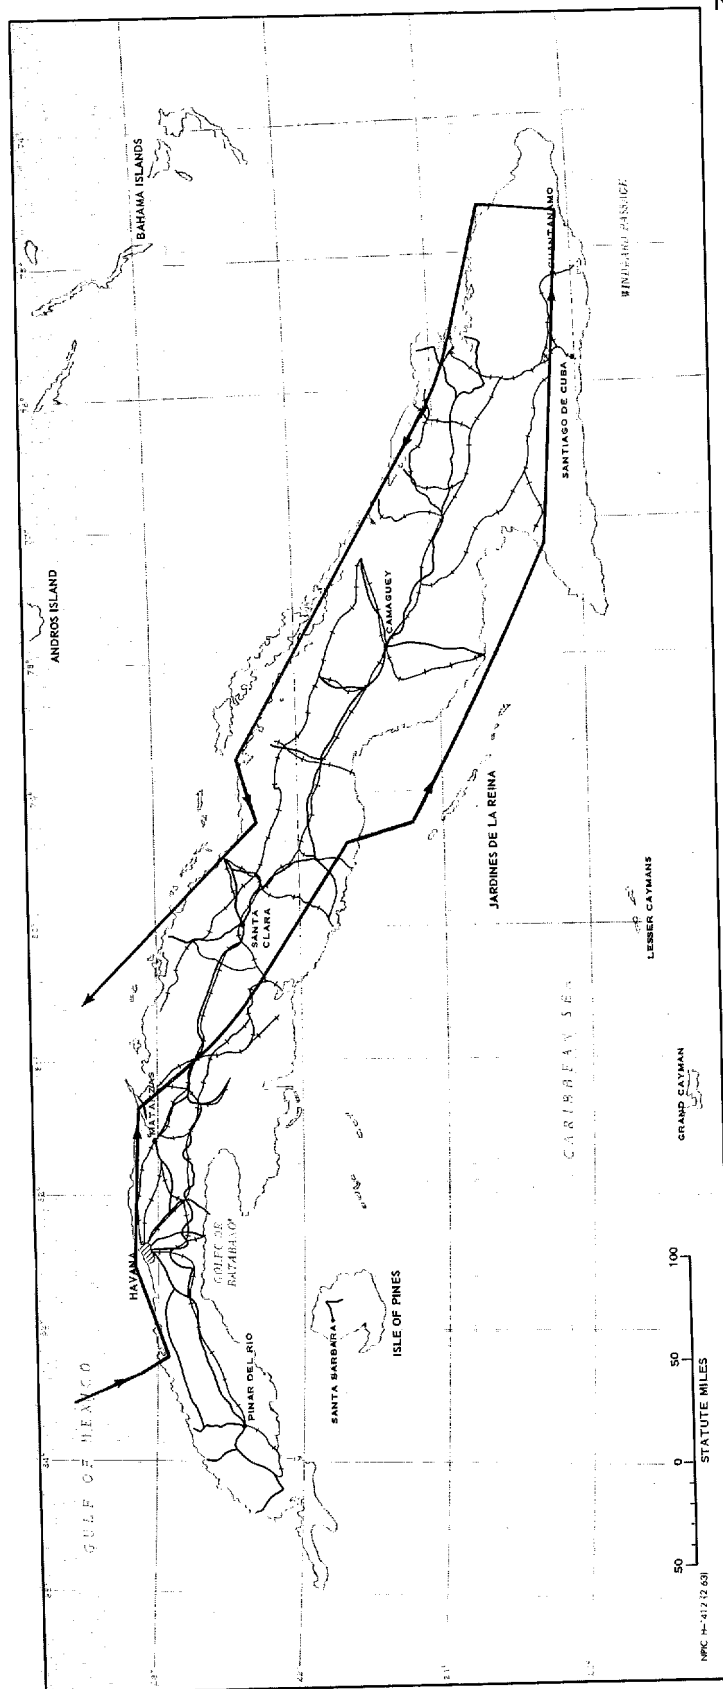 GULF OF MEXICO
HAVANA
MATANZAS
PINAR DEL RIO
GOLFO DE
BATABANO
SANTA BARBARA
ISLE OF PINES
SANTA
CLARA
ANDROS ISLAND
BAHAMA ISLANDS
CAMAGUEY
JARDINES DE LA REINA
SANTIAGO DE CUBA
GUANTANAMO
WINDWARD PASSAGE
CARIBBEAN SEA
LESSER CAYMANS
GRAND CAYMAN
50 0 50 100
STATUTE MILES